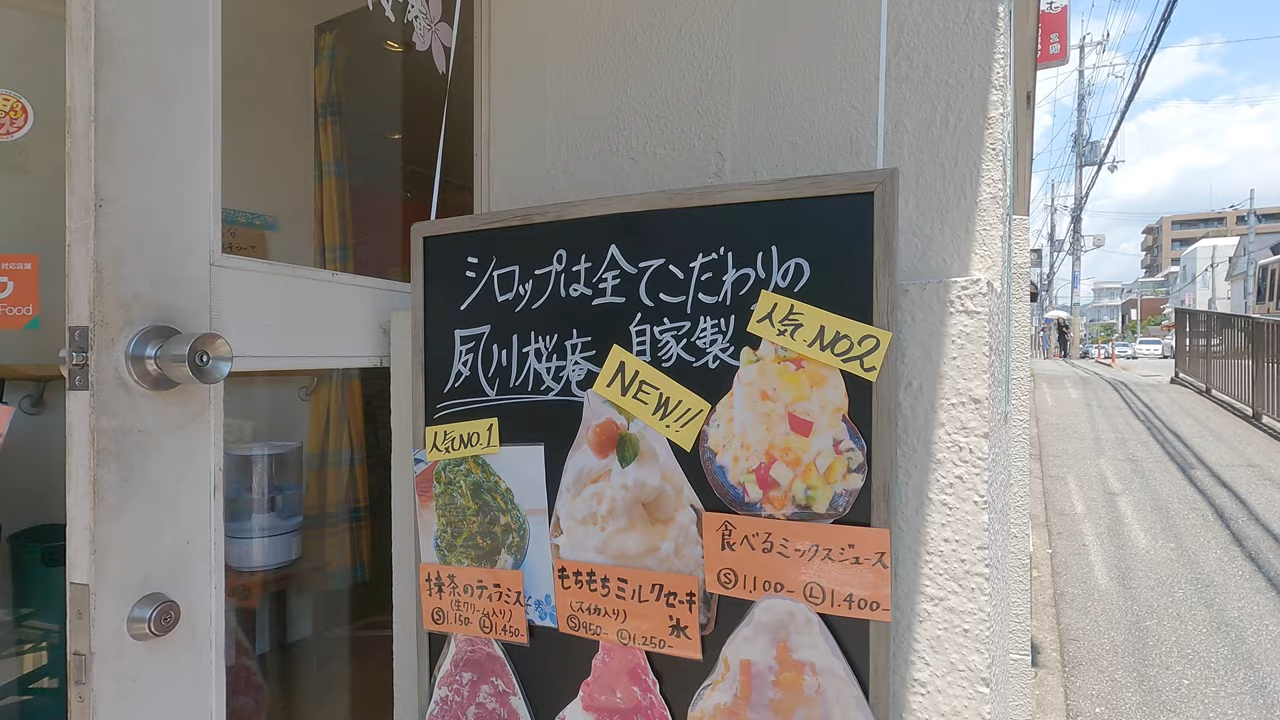 シロップは全てこだわりの
夙川桜庵 自家製
人気NO.1
NEW!!
人気NO2
抹茶のティラミス
(生クリーム入り)
Ⓢ1.150- Ⓛ1.450-
もちもちミルクセーキ
氷
(スイカ入り)
Ⓢ950- Ⓛ1.250-
食べるミックスジュース
Ⓢ1,100- Ⓛ1.400-
対応店舗
Food